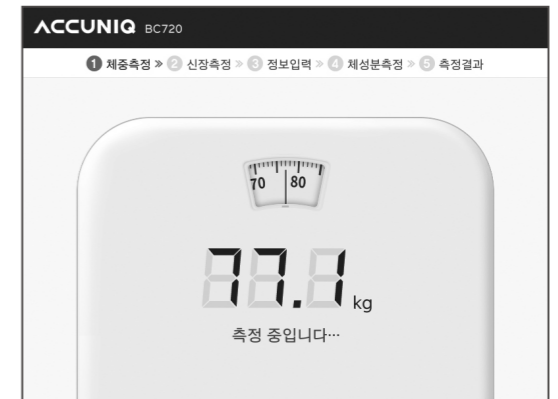 ACCUNIQ BC720
1 체중측정 » 2 신장측정 » 3 정보입력 » 4 체성분측정 » 5 측정결과
70 80
77.1 kg
측정 중입니다···